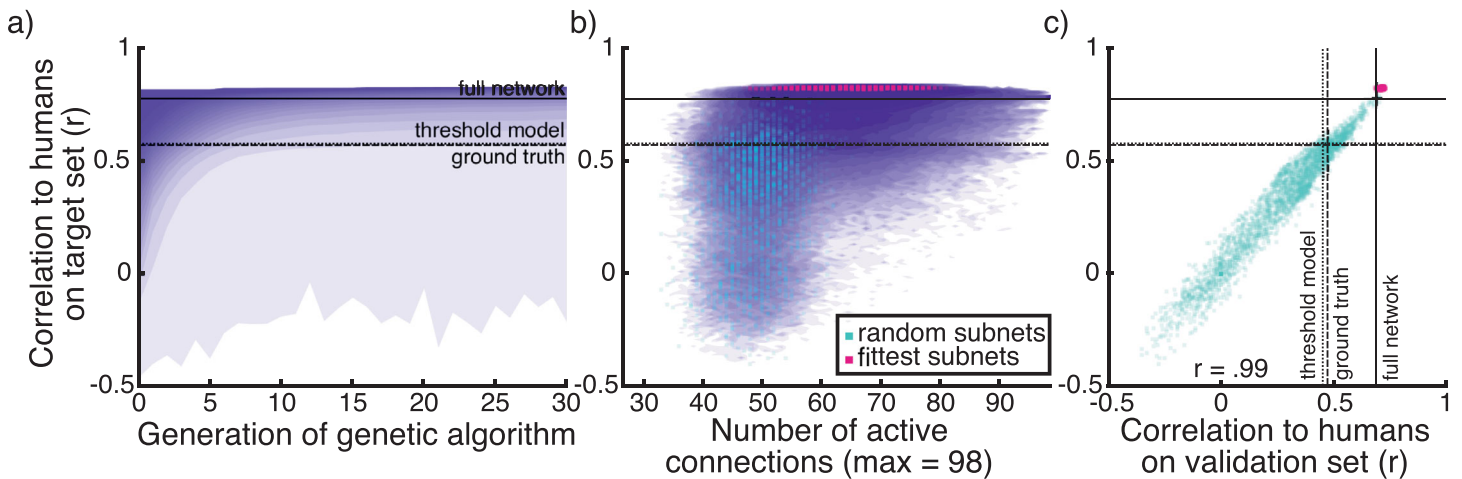 a)
Correlation to humans
on target set (r)
1
0.5
0
-0.5
full network
threshold model
ground truth
0 5 10 15 20 25 30
Generation of genetic algorithm
b)
1
0.5
0
-0.5
random subnets
fittest subnets
30 40 50 60 70 80 90
Number of active
connections (max = 98)
c)
1
0.5
0
-0.5
threshold model
ground truth
full network
r = .99
-0.5 0 0.5 1
Correlation to humans
on validation set (r)